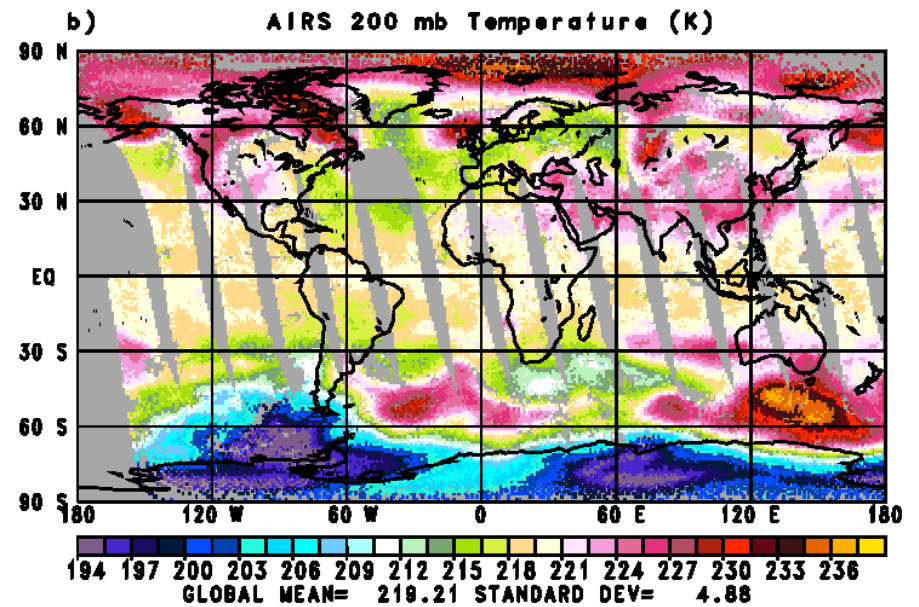 b) AIRS 200 mb Temperature (K)
90 N
60 N
30 N
EQ
30 S
60 S
90 S
180 120 W 60 W 0 60 E 120 E 180
194 197 200 203 206 209 212 215 218 221 224 227 230 233 236
GLOBAL MEAN= 219.21 STANDARD DEV= 4.88